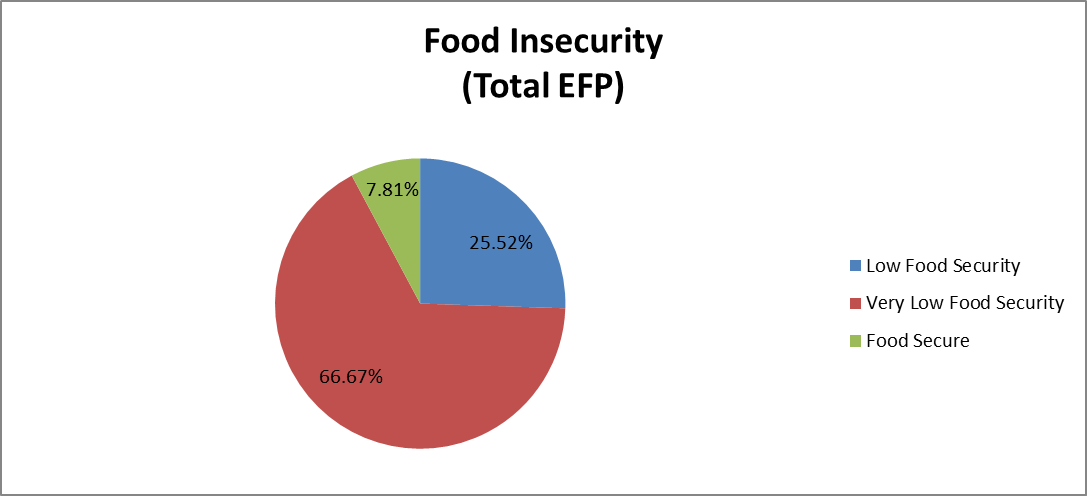 Food Insecurity
(Total EFP)
7.81%
25.52%
66.67%
Low Food Security
Very Low Food Security
Food Secure